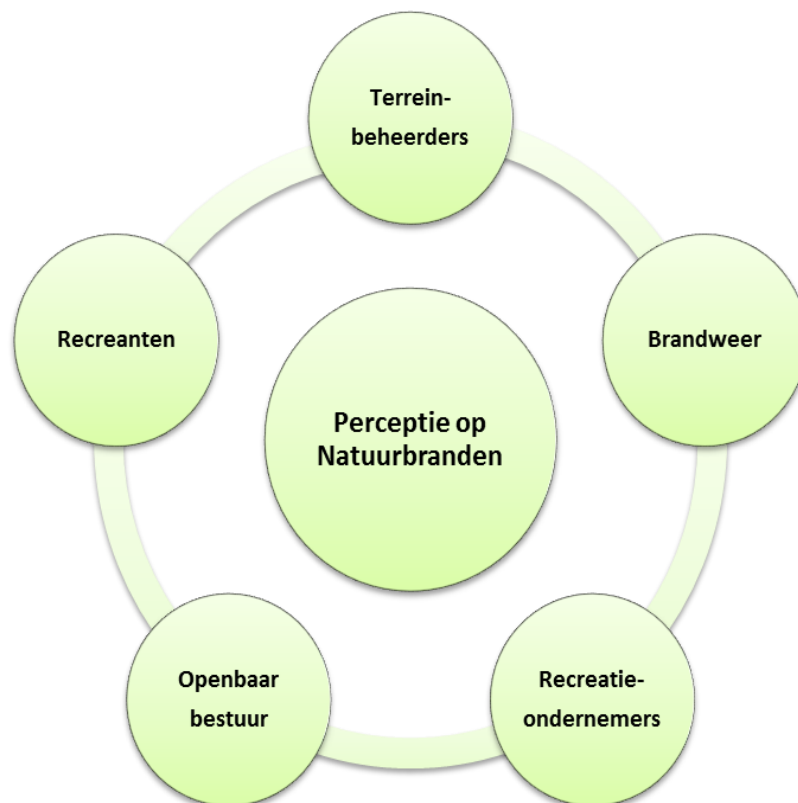 Terrein-
beheerders
Recreanten
Brandweer
Perceptie op
Natuurbranden
Openbaar
bestuur
Recreatie-
ondernemers